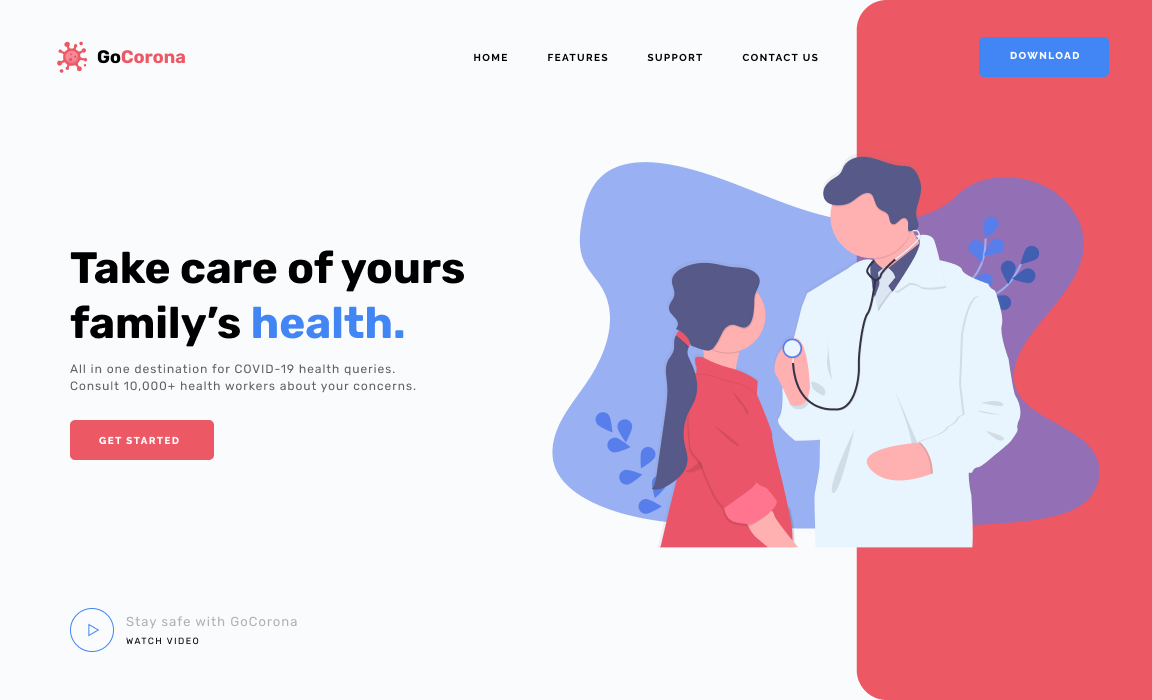 GoCorona
HOME FEATURES SUPPORT CONTACT US
DOWNLOAD
Take care of yours
family’s health.
All in one destination for COVID-19 health queries.
Consult 10,000+ health workers about your concerns.
GET STARTED
Stay safe with GoCorona
WATCH VIDEO